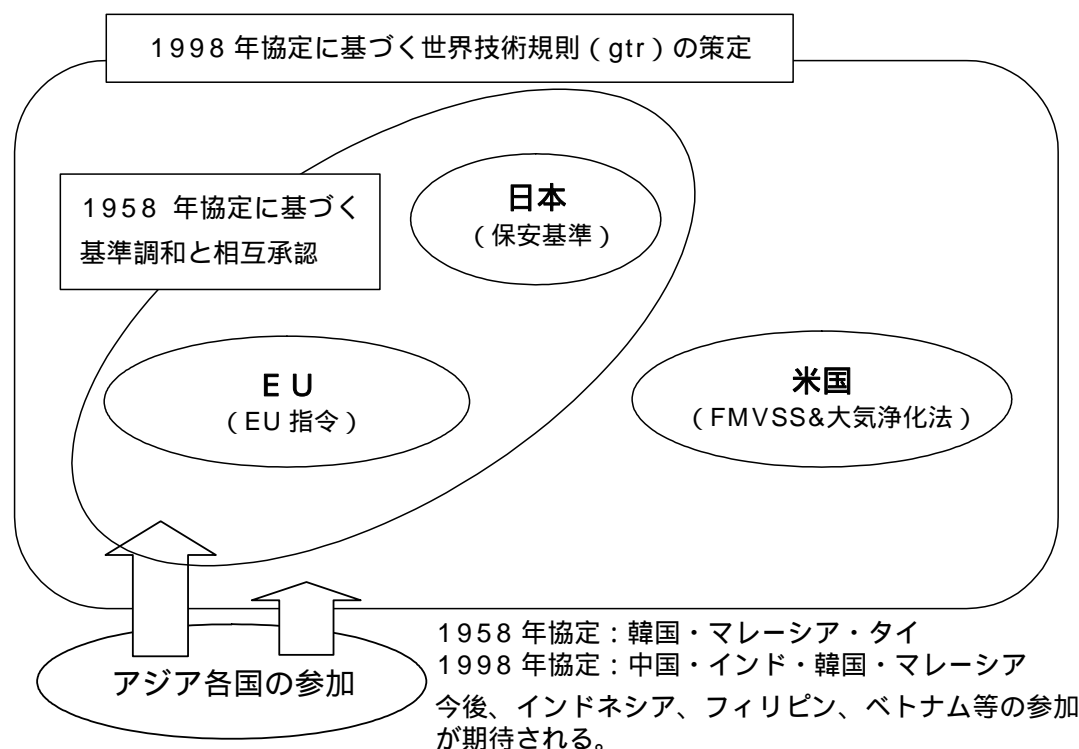 1998年協定に基づく世界技術規則（gtr）の策定
1958 年協定に基づく
基準調和と相互承認
日本
（保安基準）
ＥＵ
（EU 指令）
米国
（FMVSS&大気浄化法）
アジア各国の参加
1958年協定：韓国・マレーシア・タイ
1998年協定：中国・インド・韓国・マレーシア
今後、インドネシア、フィリピン、ベトナム等の参加
が期待される。